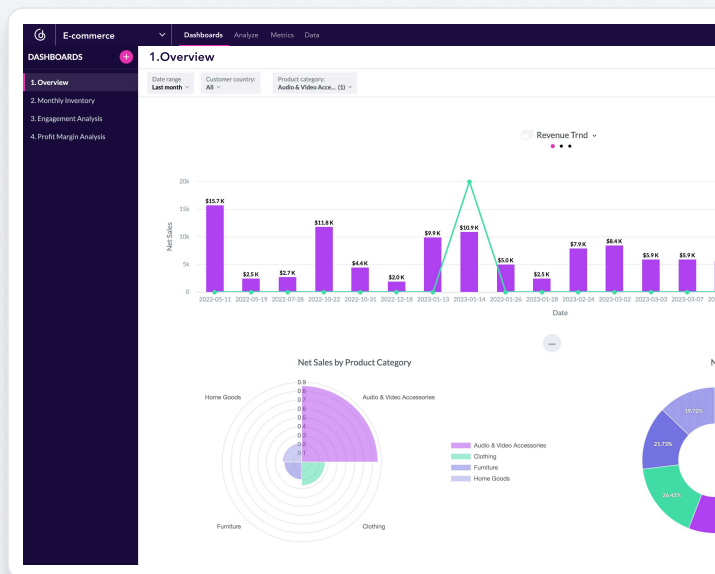 E-commerce
Dashboards Analyze Metrics Data
DASHBOARDS +
1.Overview
1. Overview
2. Monthly Inventory
3. Engagement Analysis
4. Profit Margin Analysis
Date range
Last month
Customer country:
All
Product category:
Audio & Video Acce... (1)
Revenue Trnd
20k
15k
10k
5k
0
Net Sales
$15.7 K
$2.5 K
$2.7 K
$11.8 K
$4.4 K
$2.0 K
$9.9 K
$10.9 K
$5.0 K
$2.5 K
$7.9 K
$8.4 K
$5.9 K
$5.9 K
2022-05-11 2022-05-19 2022-07-28 2022-10-22 2022-10-31 2022-12-18 2023-01-13 2023-01-14 2023-01-26 2023-01-28 2023-02-24 2023-03-02 2023-03-03 2023-03-07 20
Date
...
Net Sales by Product Category
N
Home Goods
Audio & Video Accessories
0.9
0.8
0.7
0.6
0.5
0.4
0.3
0.2
0.1
Furniture
Clothing
Audio & Video Accessories
Clothing
Furniture
Home Goods
19.72%
21.73%
26.42%